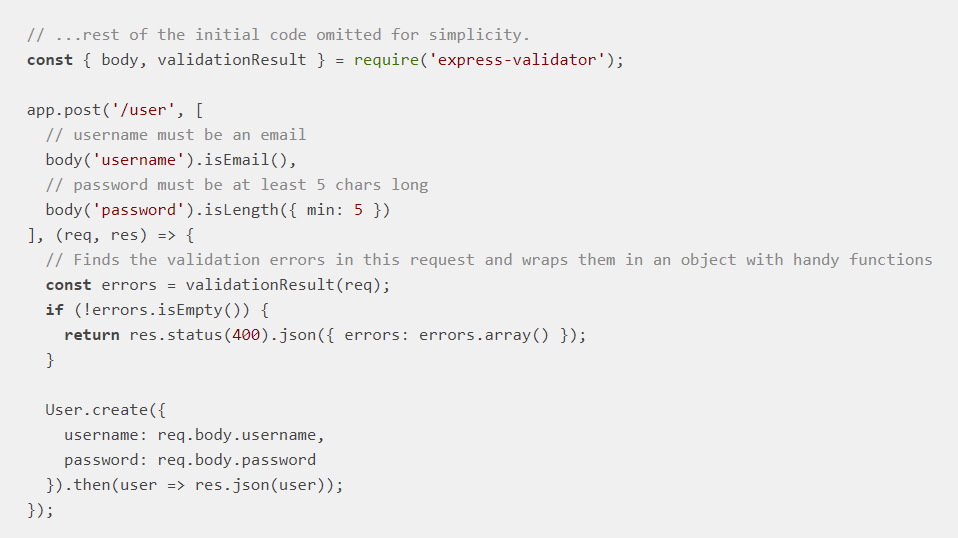 // ...rest of the initial code omitted for simplicity.
const { body, validationResult } = require('express-validator');

app.post('/user', [
  // username must be an email
  body('username').isEmail(),
  // password must be at least 5 chars long
  body('password').isLength({ min: 5 })
], (req, res) => {
  // Finds the validation errors in this request and wraps them in an object with handy functions
  const errors = validationResult(req);
  if (!errors.isEmpty()) {
    return res.status(400).json({ errors: errors.array() });
  }

  User.create({
    username: req.body.username,
    password: req.body.password
  }).then(user => res.json(user));
});